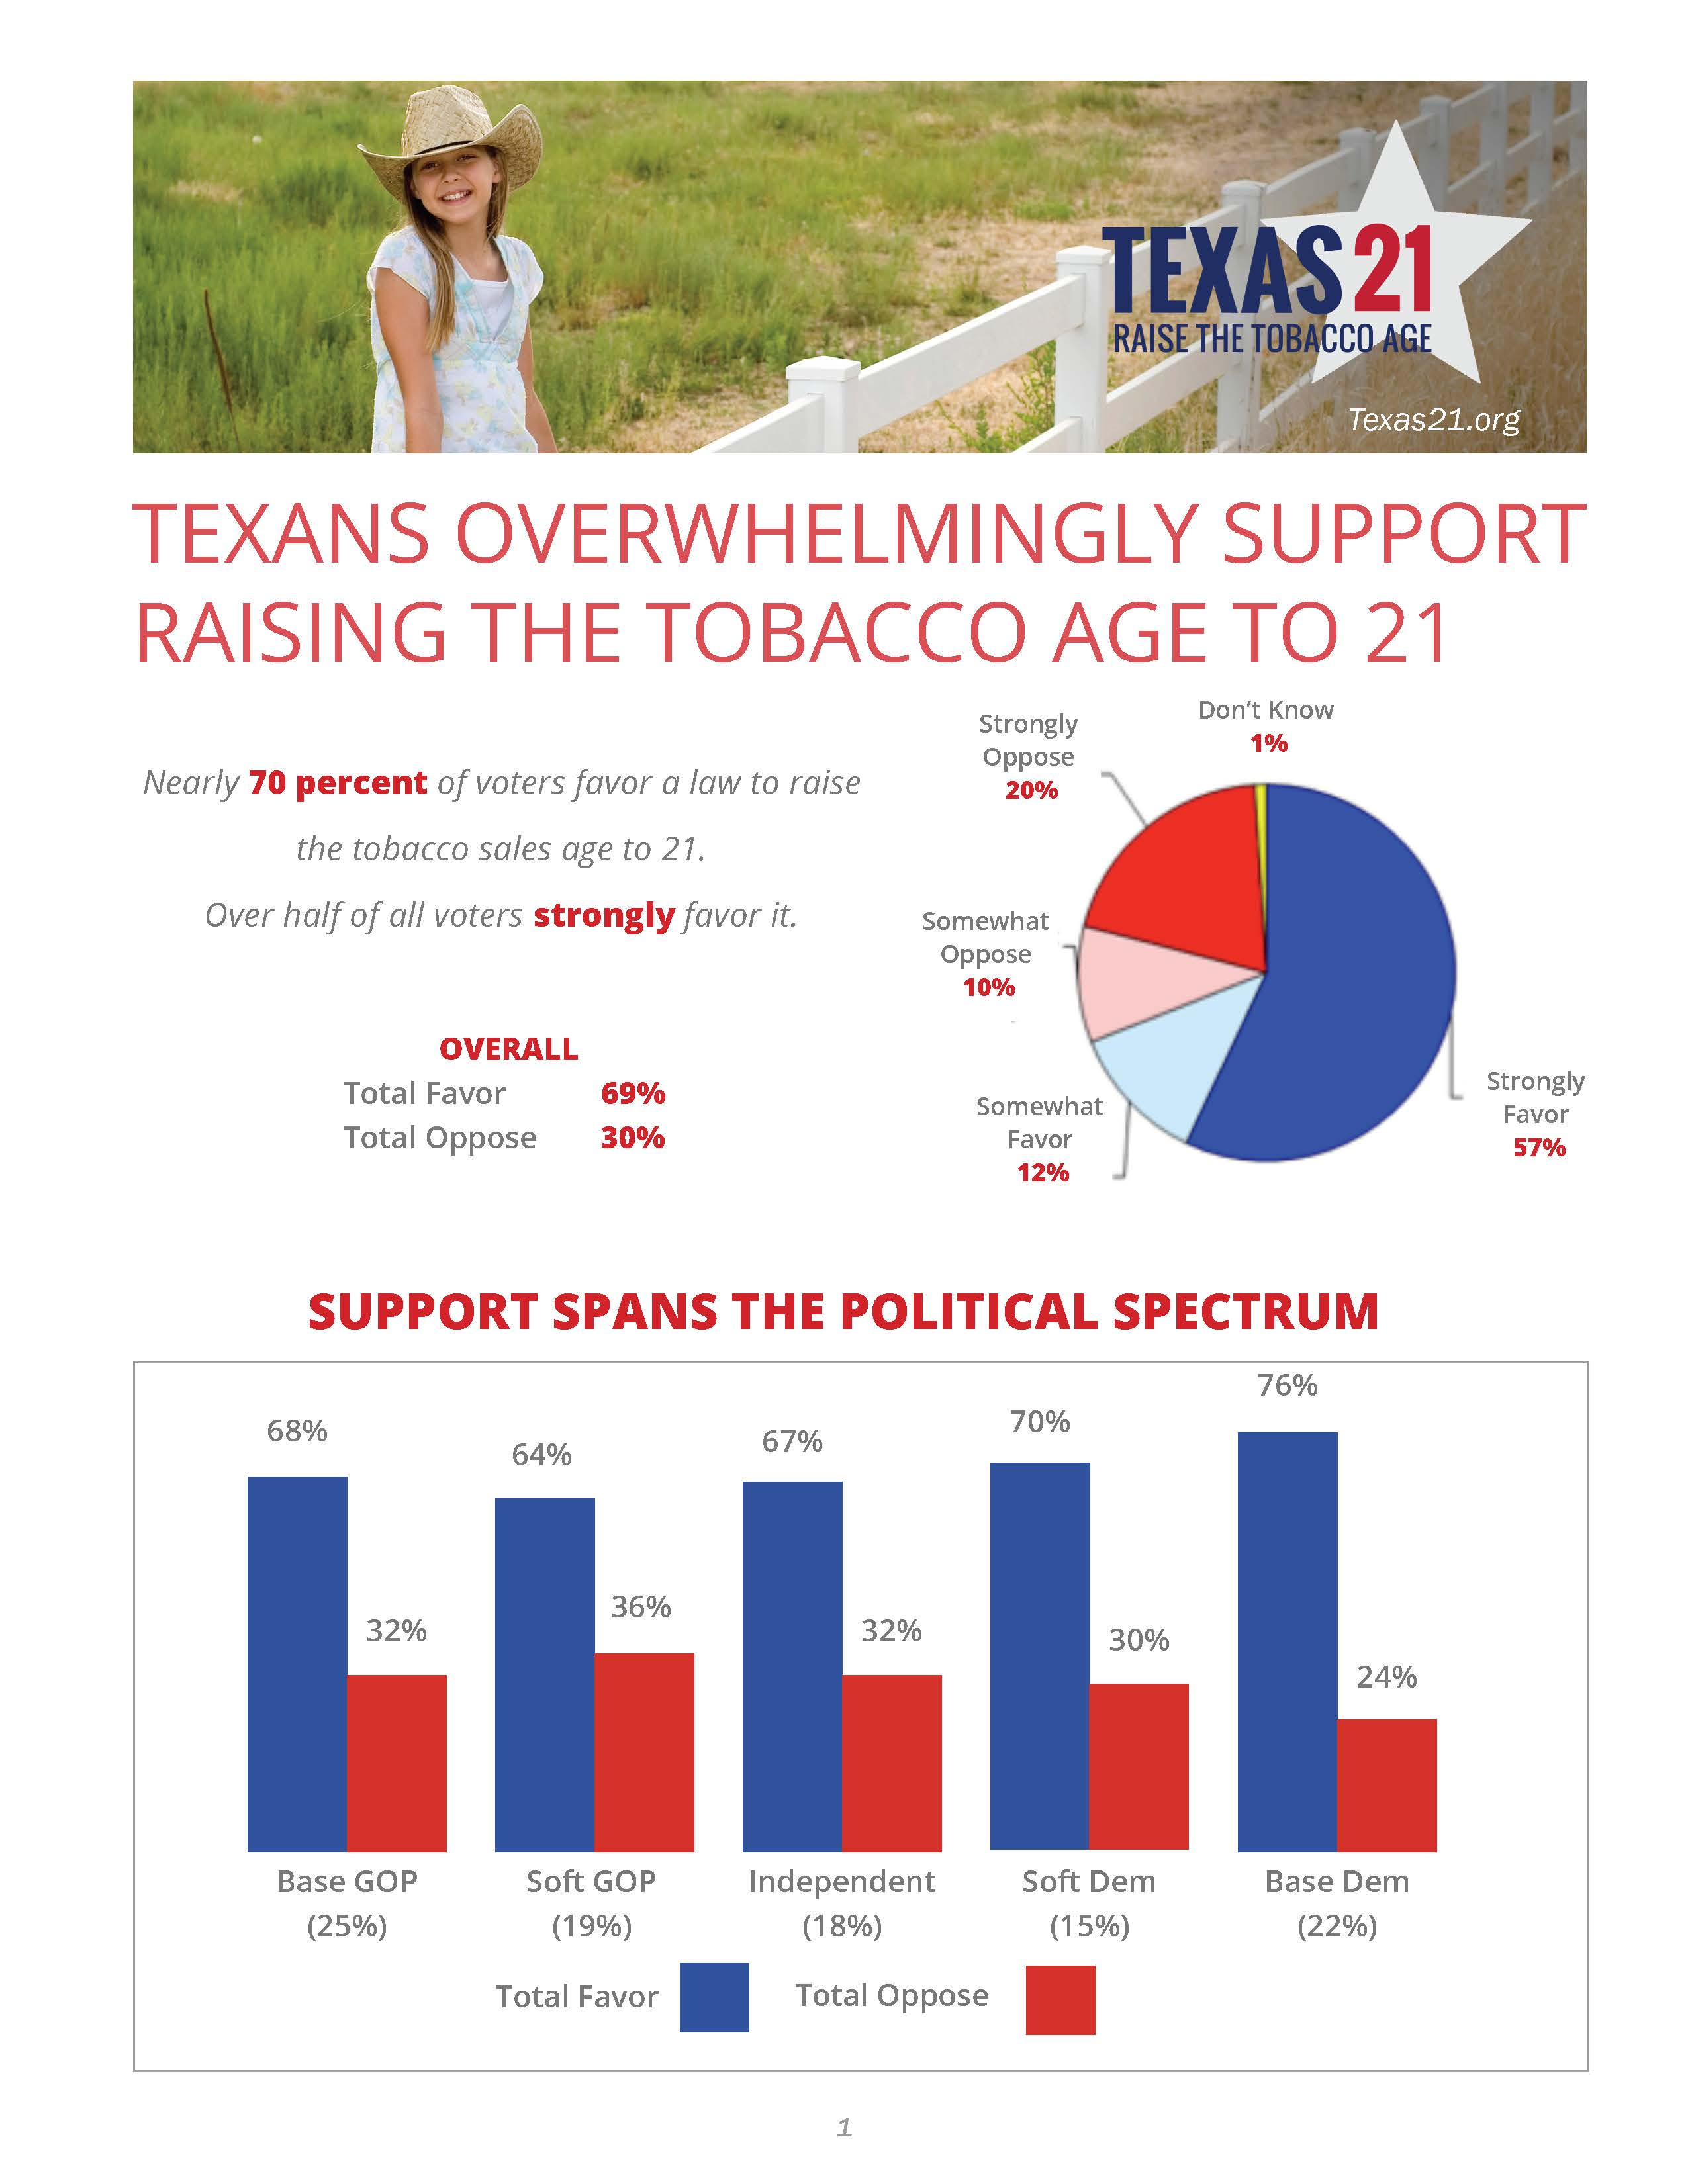 TEXAS21
RAISE THE TOBACCO AGE
Texas21.org
TEXANS OVERWHELMINGLY SUPPORT
RAISING THE TOBACCO AGE TO 21
Nearly 70 percent of voters favor a law to raise
the tobacco sales age to 21.
Over half of all voters strongly favor it.
OVERALL
Total Favor 69%
Total Oppose 30%
Strongly
Oppose
20%
Don't Know
1%
Somewhat
Oppose
10%
Somewhat
Favor
12%
Strongly
Favor
57%
SUPPORT SPANS THE POLITICAL SPECTRUM
68%
32%
64%
36%
67%
32%
70%
30%
76%
24%
Base GOP
(25%)
Soft GOP
(19%)
Independent
(18%)
Soft Dem
(15%)
Base Dem
(22%)
Total Favor
Total Oppose
1